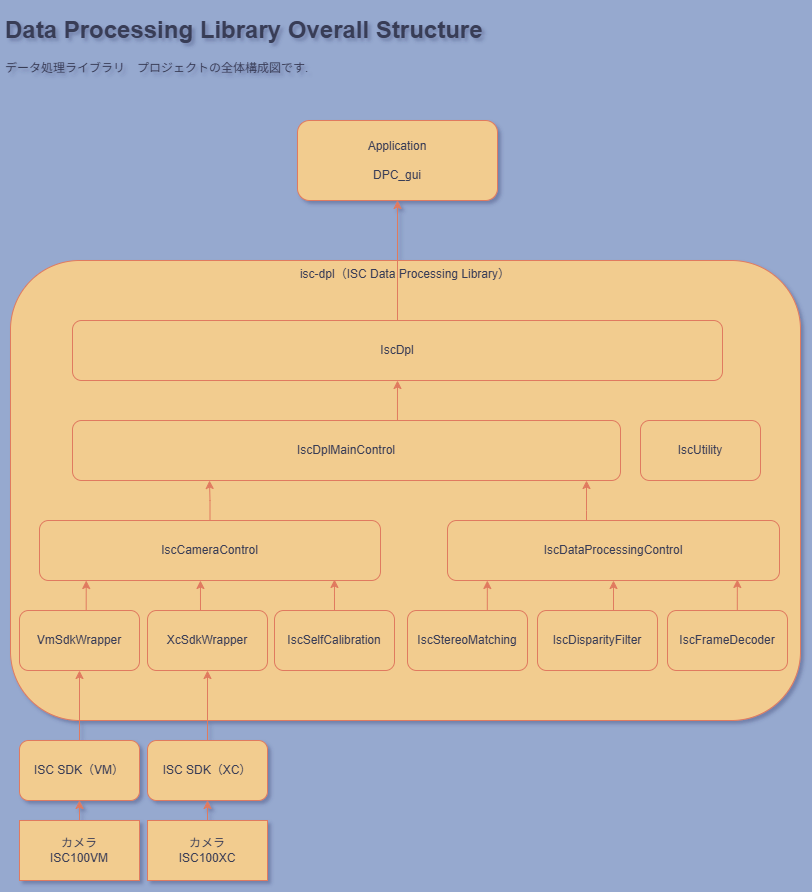 Data Processing Library Overall Structure
データ処理ライブラリ　プロジェクトの全体構成図です.
Application
DPC_gui
isc-dpl（ISC Data Processing Library）
IscDpl
IscDplMainControl
IscUtility
IscCameraControl
IscDataProcessingControl
VmSdkWrapper
XcSdkWrapper
IscSelfCalibration
IscStereoMatching
IscDisparityFilter
IscFrameDecoder
ISC SDK（VM）
ISC SDK（XC）
カメラ
ISC100VM
カメラ
ISC100XC